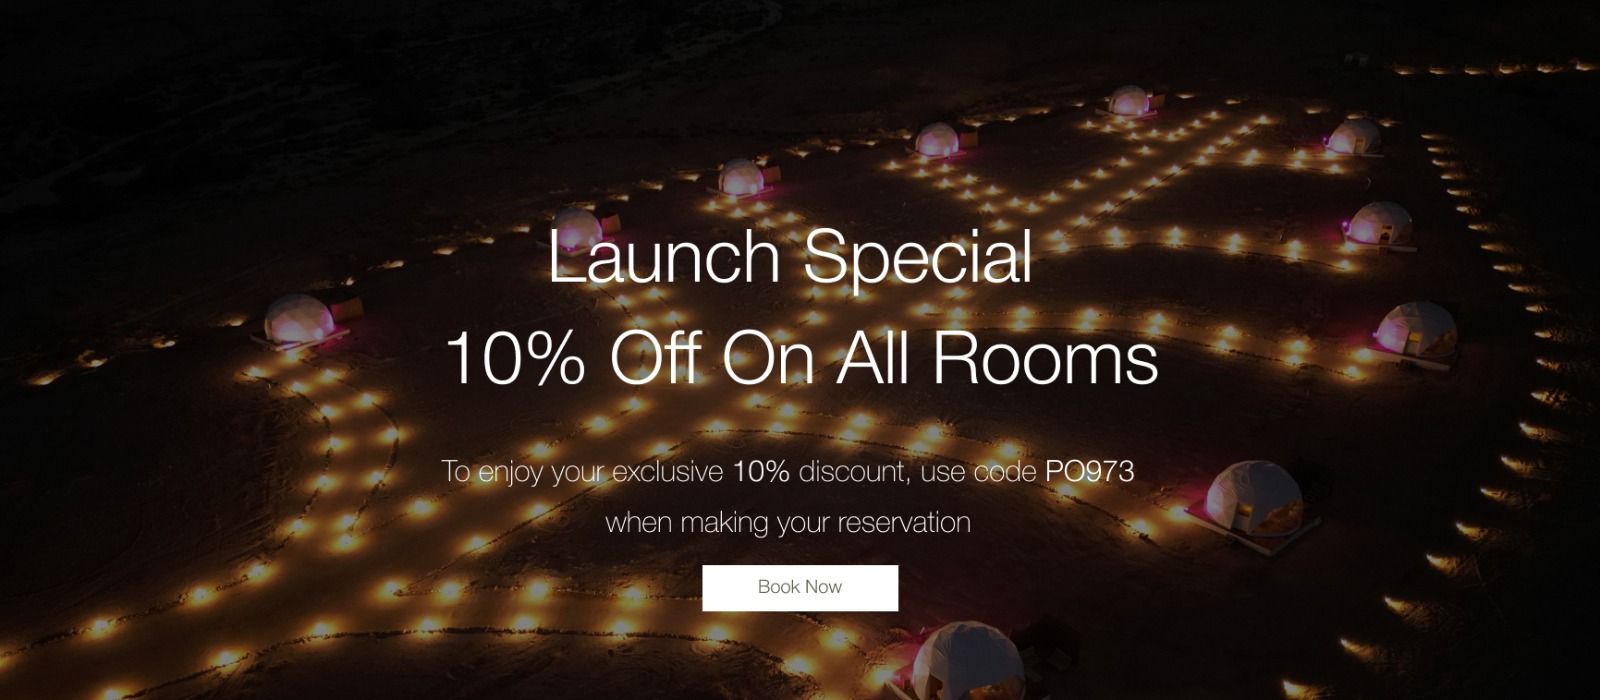 Launch Special
10% Off On All Rooms
To enjoy your exclusive 10% discount, use code PO973
when making your reservation
Book Now